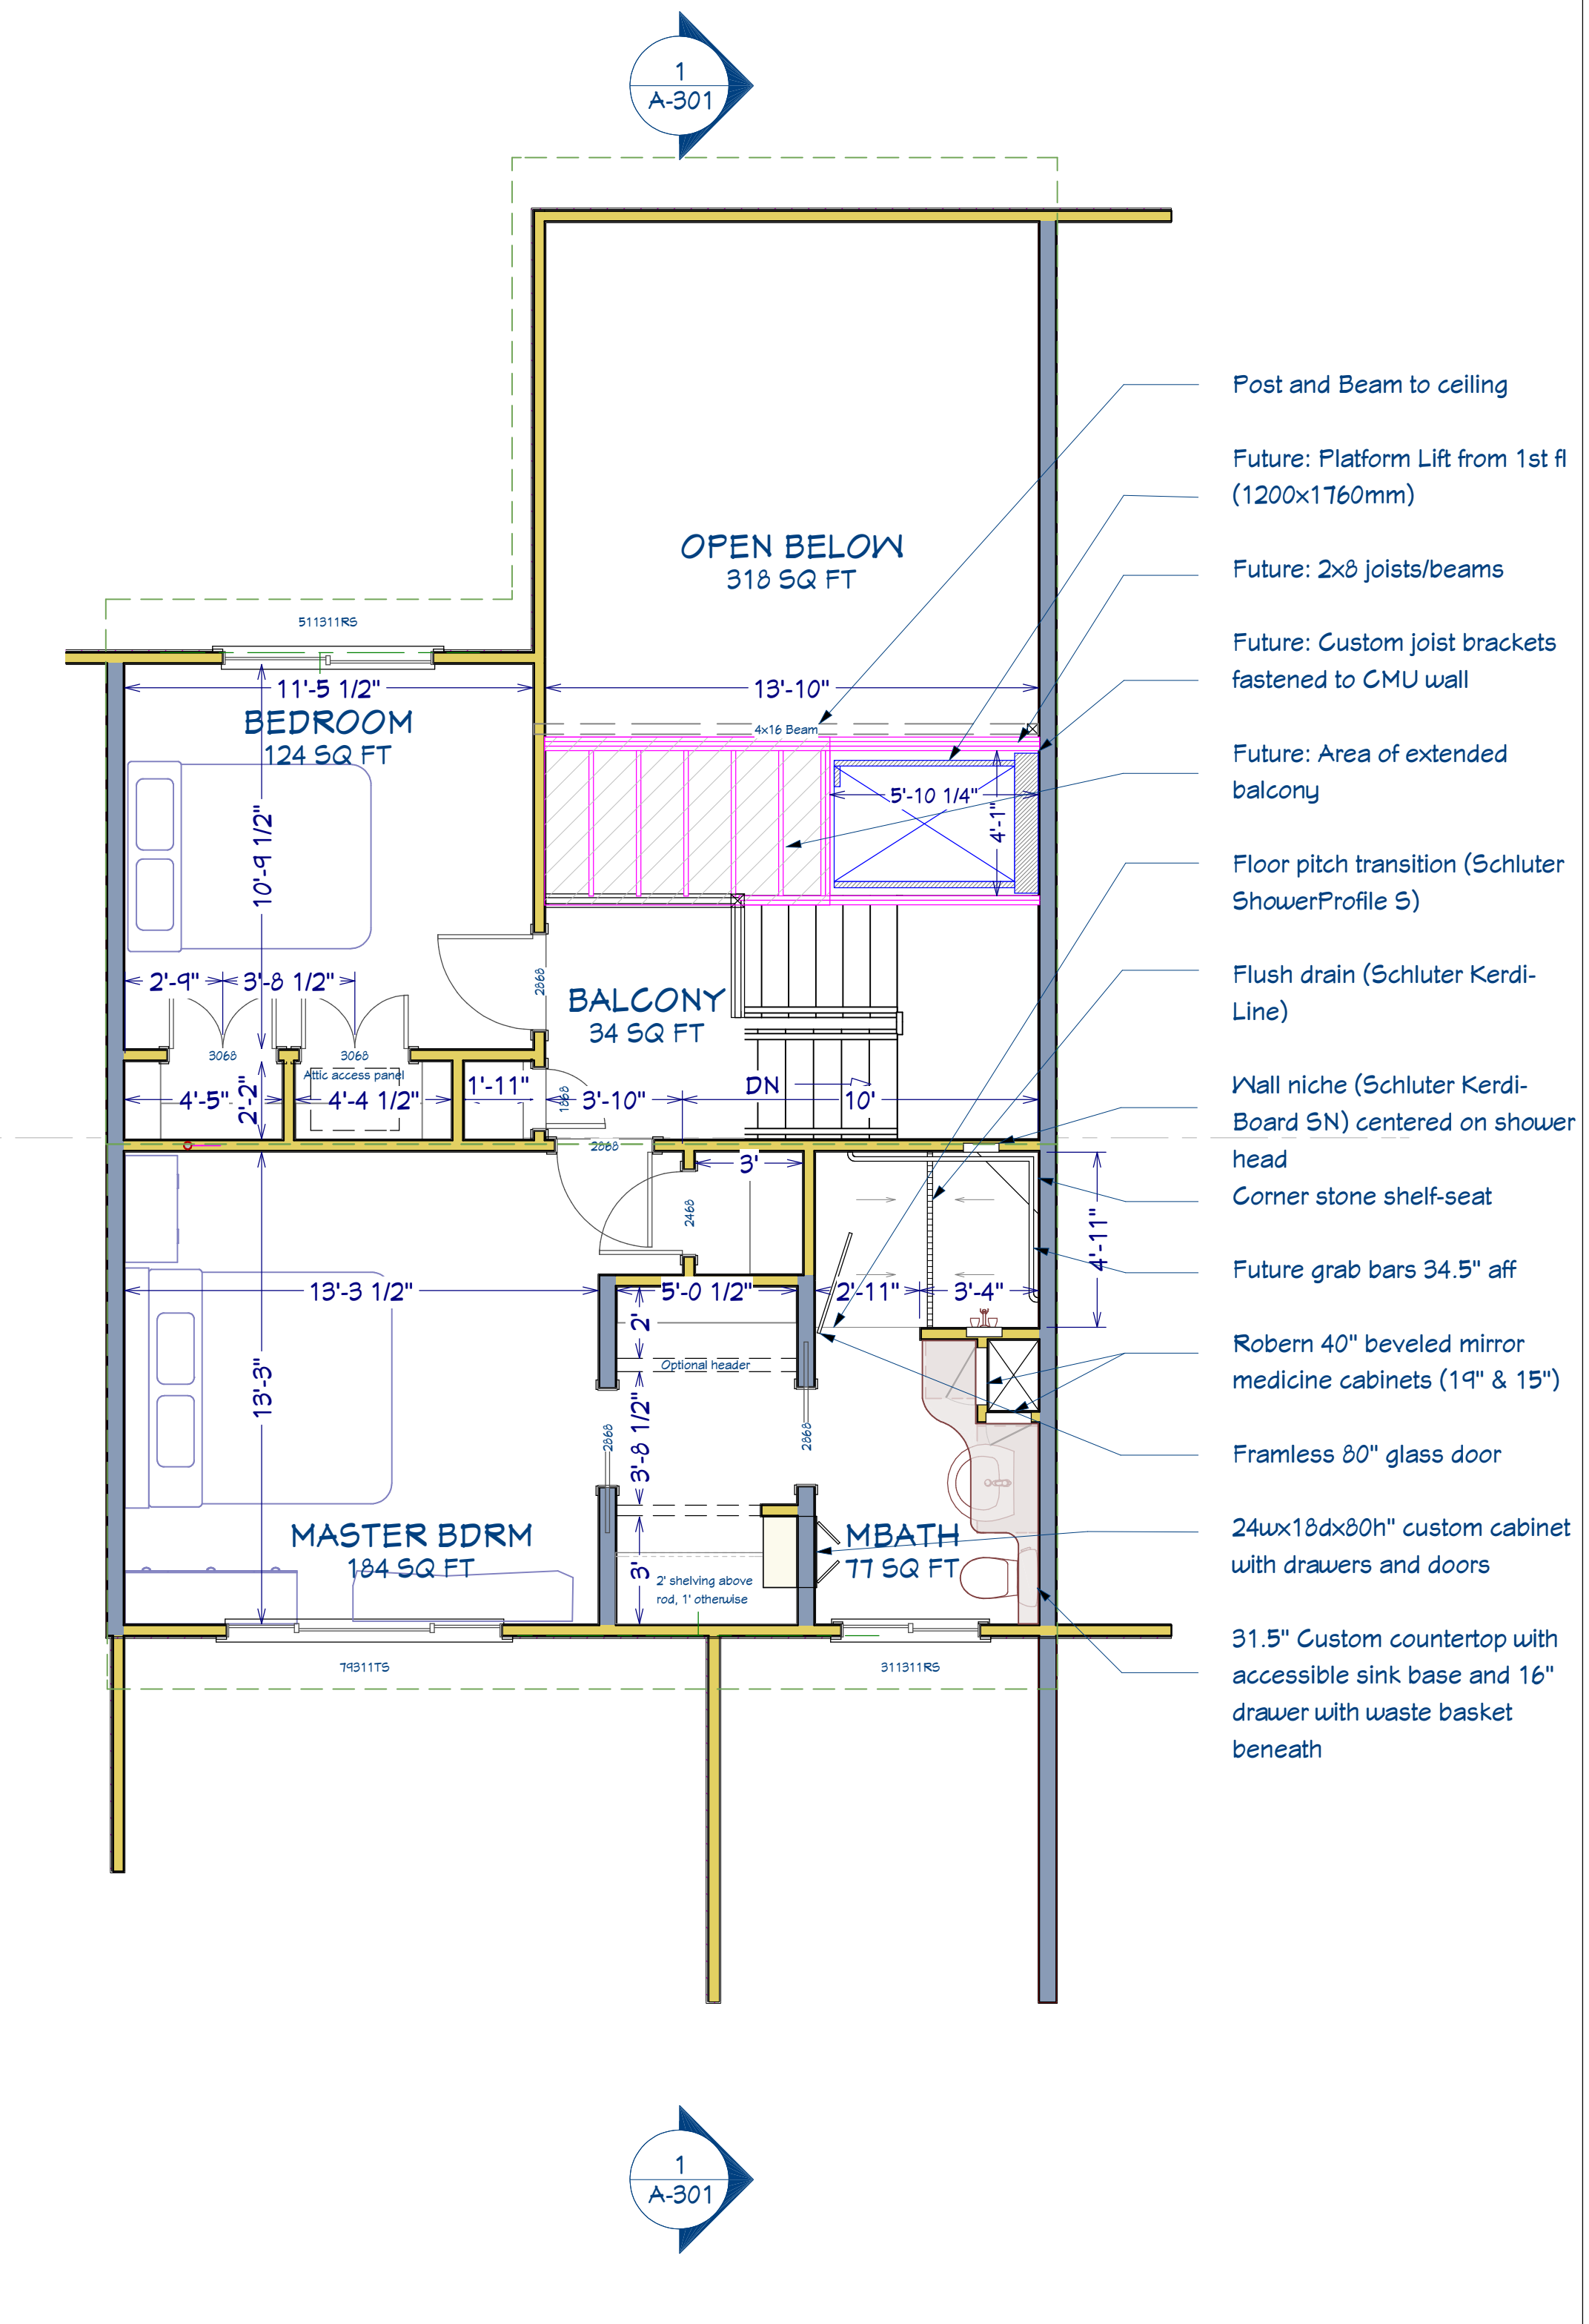 1
A-301
Post and Beam to ceiling
Future: Platform Lift from 1st fl
(1200x1760mm)
OPEN BELOW
318 SQ FT
Future: 2x8 joists/beams
511311RS
Future: Custom joist brackets
fastened to CMU wall
11'-5 1/2"
13'-10"
BEDROOM
124 SQ FT
4x16 Beam
Future: Area of extended
balcony
5'-10 1/4"
4'-1"
10'-9 1/2"
Floor pitch transition (Schluter
ShowerProfile S)
2'-9"
3'-8 1/2"
2868
BALCONY
34 SQ FT
Flush drain (Schluter Kerdi-
Line)
3068
3068
Attic access panel
4'-5"
2'-2"
4'-4 1/2"
1'-11"
1868
3'-10"
DN
10'
Wall niche (Schluter Kerdi-
Board SN) centered on shower
head
2868
3'
2468
Corner stone shelf-seat
4'-11"
Future grab bars 34.5" aff
13'-3 1/2"
5'-0 1/2"
2'-11"
3'-4"
2'
Optional header
Robern 40" beveled mirror
medicine cabinets (19" & 15")
13'-3"
2868
3'-8 1/2"
2868
Framless 80" glass door
MASTER BDRM
184 SQ FT
MBATH
77 SQ FT
24wx18dx80h" custom cabinet
with drawers and doors
3'
2' shelving above
rod, 1' otherwise
31.5" Custom countertop with
accessible sink base and 16"
drawer with waste basket
beneath
79311TS
311311RS
1
A-301